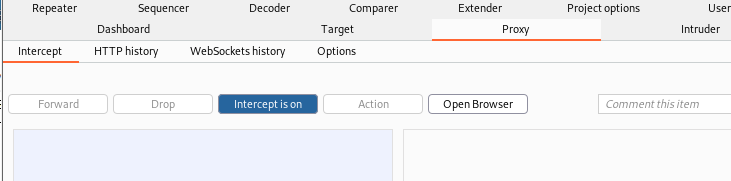 Repeater Sequencer Decoder Comparer Extender Project options User
Dashboard Target Proxy Intruder
Intercept HTTP history WebSockets history Options
Forward Drop Intercept is on Action Open Browser Comment this item